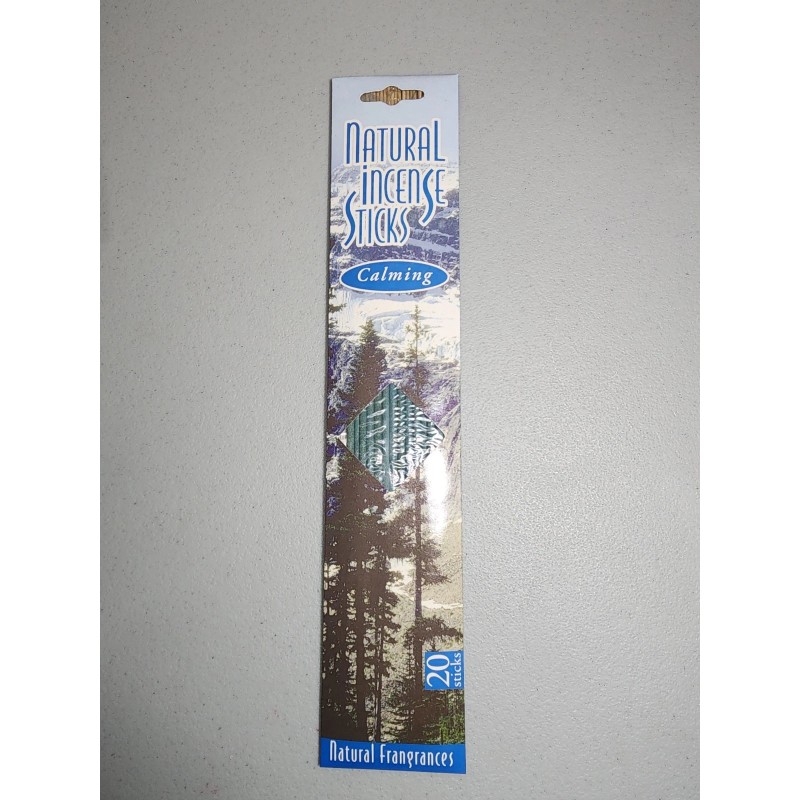 NATURAL
INCENSE
STICKS
Calming
20
sticks
Natural Frangrances